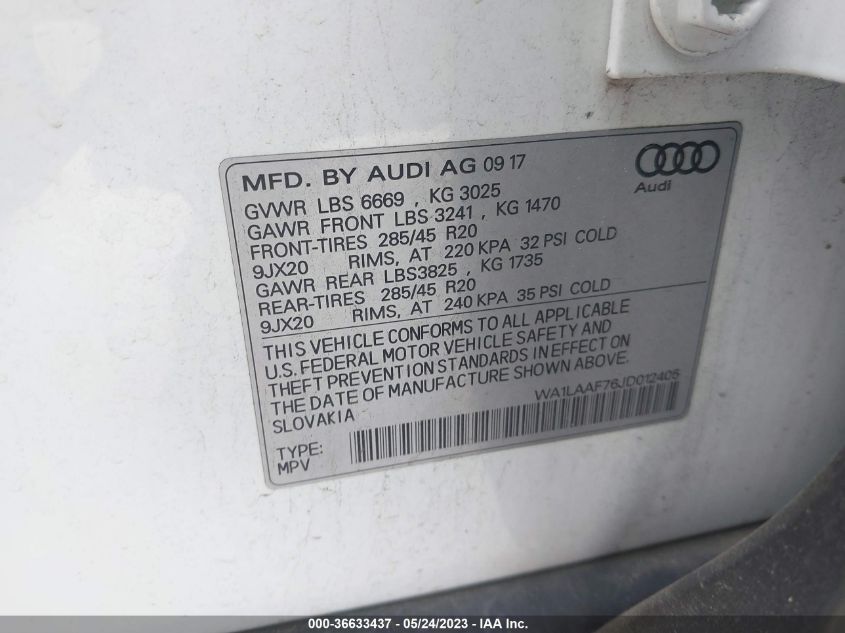 MFD. BY AUDI AG 09 17
Audi
GVWR LBS 6669 , KG 3025
GAWR FRONT LBS 3241 , KG 1470
FRONT-TIRES 285/45 R20
9JX20 RIMS, AT 220 KPA 32 PSI COLD
GAWR REAR LBS3825 , KG 1735
REAR-TIRES 285/45 R20
9JX20 RIMS, AT 240 KPA 35 PSI COLD
THIS VEHICLE CONFORMS TO ALL APPLICABLE
U.S. FEDERAL MOTOR VEHICLE SAFETY AND
THEFT PREVENTION STANDARDS IN EFFECT ON
THE DATE OF MANUFACTURE SHOWN ABOVE.
SLOVAKIA
WA1LAAF76JD012405
TYPE:
MPV
000-36633437 - 05/24/2023 - IAA Inc.